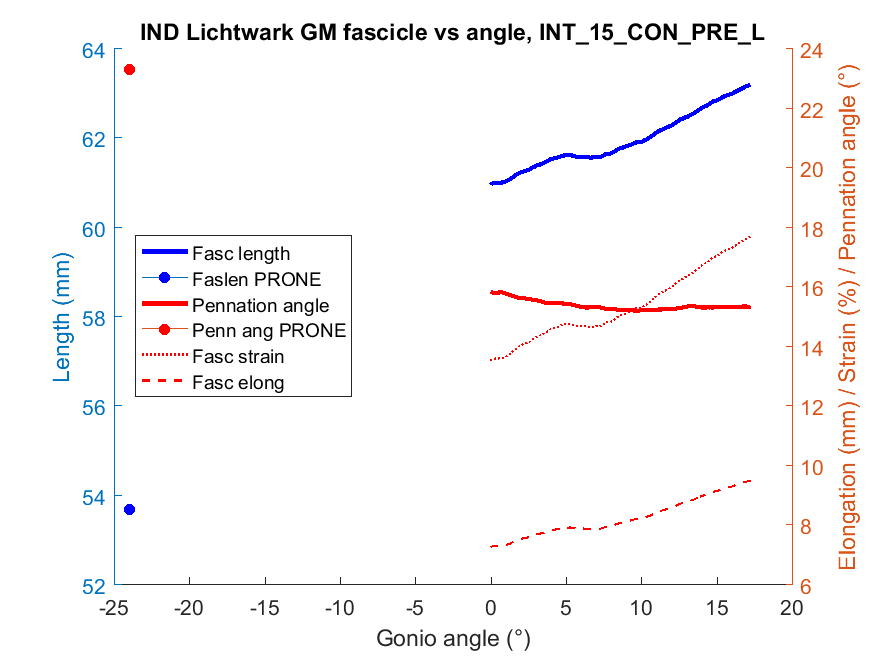 IND Lichtwark GM fascicle vs angle, INT_15_CON_PRE_L
64
62
60
58
56
54
52
Length (mm)
24
22
20
18
16
14
12
10
8
6
Elongation (mm) / Strain (%) / Pennation angle (°)
Fasc length
Faslen PRONE
Pennation angle
Penn ang PRONE
Fasc strain
Fasc elong
-25 -20 -15 -10 -5 0 5 10 15 20
Gonio angle (°)